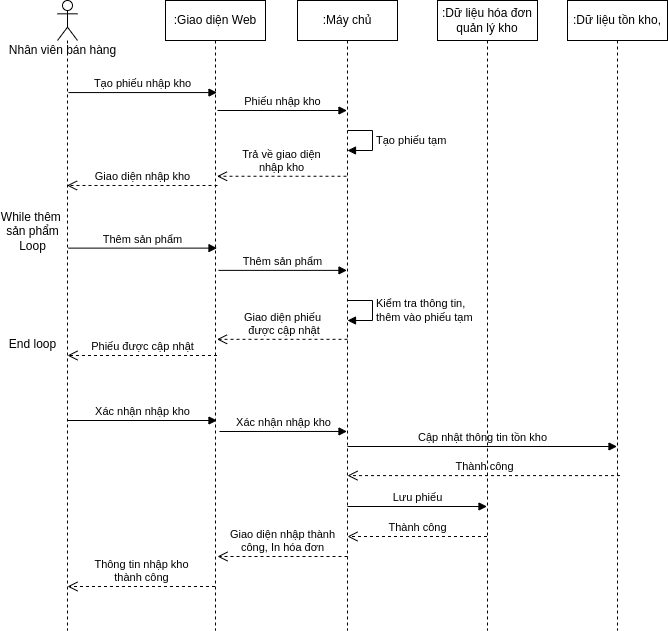 Nhân viên bán hàng
:Giao diện Web
:Máy chủ
:Dữ liệu hóa đơn
quản lý kho
:Dữ liệu tồn kho,
Tạo phiếu nhập kho
Phiếu nhập kho
Tạo phiếu tạm
Trả về giao diện
nhập kho
Giao diện nhập kho
While thêm
sản phẩm
Loop
Thêm sản phẩm
Thêm sản phẩm
Kiểm tra thông tin,
thêm vào phiếu tạm
Giao diện phiếu
được cập nhật
End loop
Phiếu được cập nhật
Xác nhận nhập kho
Xác nhận nhập kho
Cập nhật thông tin tồn kho
Thành công
Lưu phiếu
Thành công
Giao diện nhập thành
công, In hóa đơn
Thông tin nhập kho
thành công